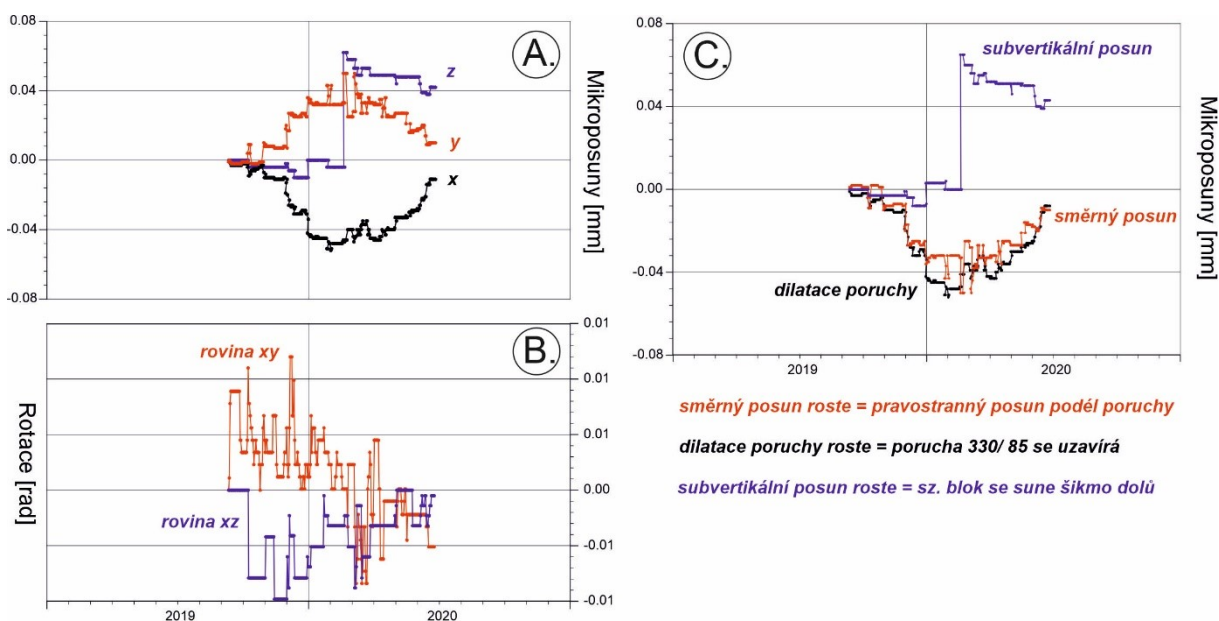 A.
0.08
0.04
0.00
-0.04
-0.08
z
y
x
Mikroposuny [mm]
B.
rovina xy
rovina xz
Rotace [rad]
0.01
0.01
0.01
0.00
-0.01
-0.01
2019
2020
C.
0.08
0.04
0.00
-0.04
-0.08
subvertikální posun
směrný posun
dilatace poruchy
Mikroposuny [mm]
2019
2020
směrný posun roste = pravostranný posun podél poruchy
dilatace poruchy roste = porucha 330/ 85 se uzavírá
subvertikální posun roste = sz. blok se sune šikmo dolů